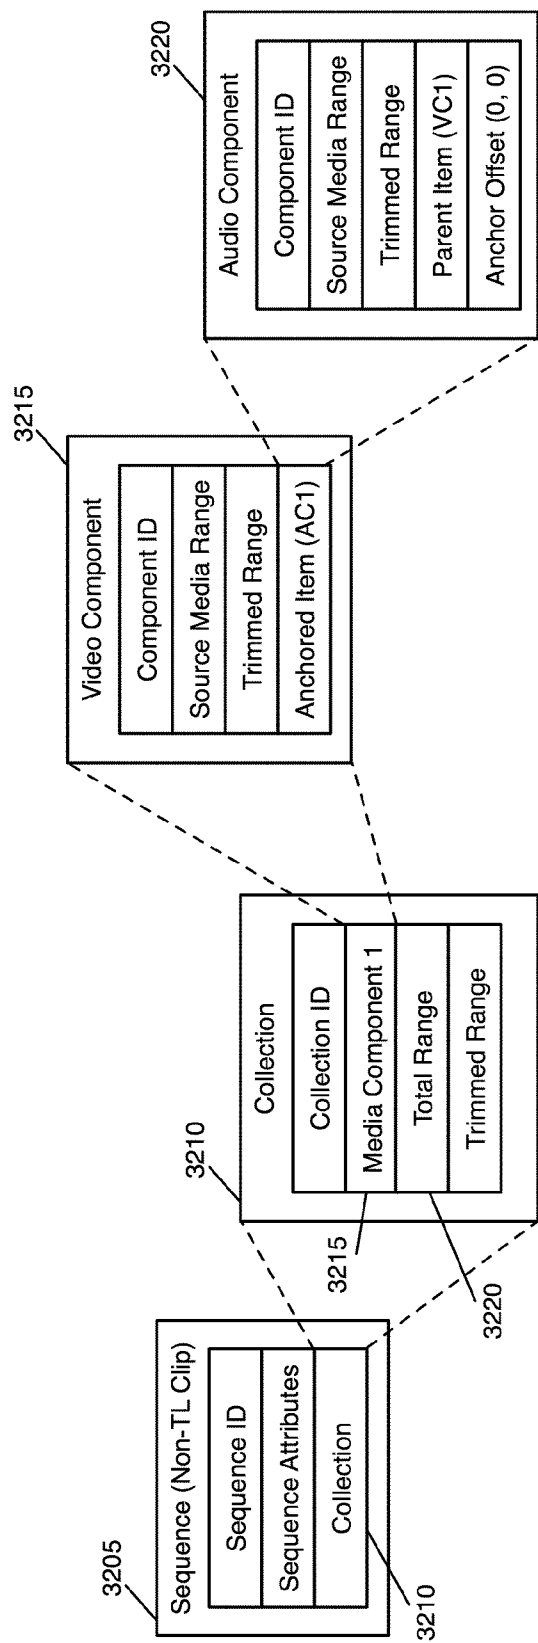 3205
Sequence (Non-TL Clip)
Sequence ID
Sequence Attributes
Collection
3210
3210
Collection
Collection ID
Media Component 1
Total Range
Trimmed Range
3215
3220
3215
Video Component
Component ID
Source Media Range
Trimmed Range
Anchored Item (AC1)
3220
Audio Component
Component ID
Source Media Range
Trimmed Range
Parent Item (VC1)
Anchor Offset (0, 0)